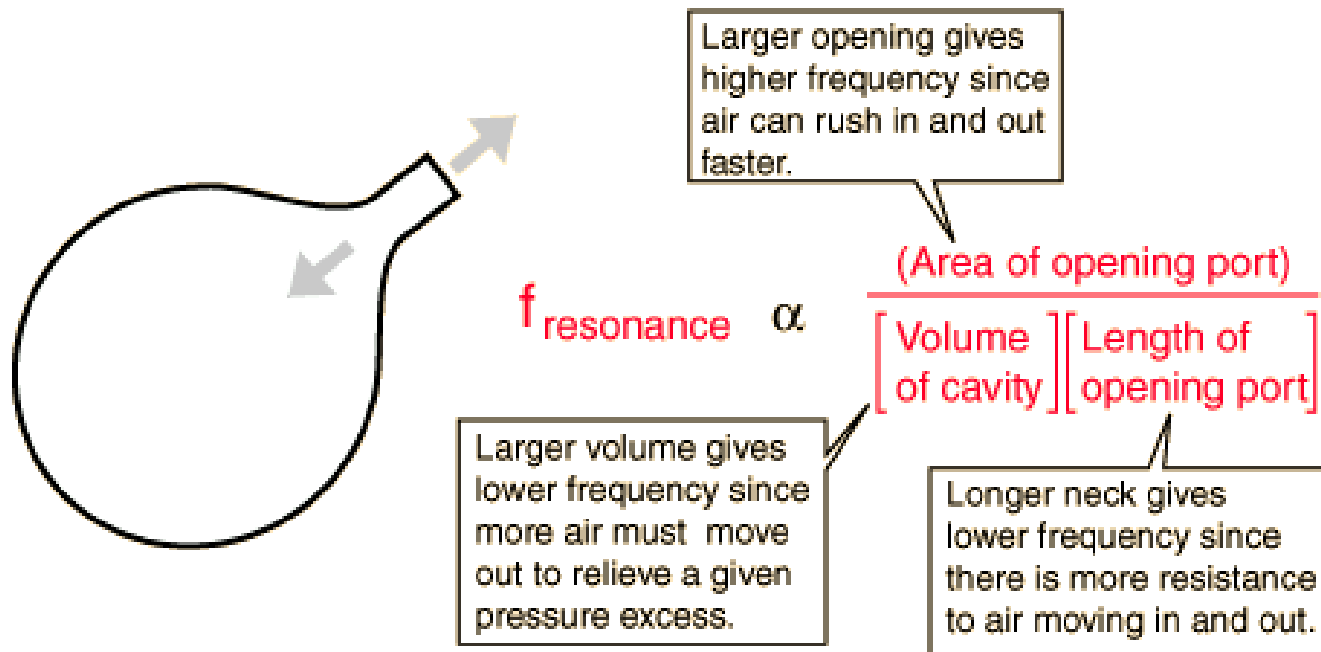 Larger opening gives
higher frequency since
air can rush in and out
faster.
f resonance α
(Area of opening port)
[Volume
of cavity]
[Length of
opening port]
Larger volume gives
lower frequency since
more air must move
out to relieve a given
pressure excess.
Longer neck gives
lower frequency since
there is more resistance
to air moving in and out.